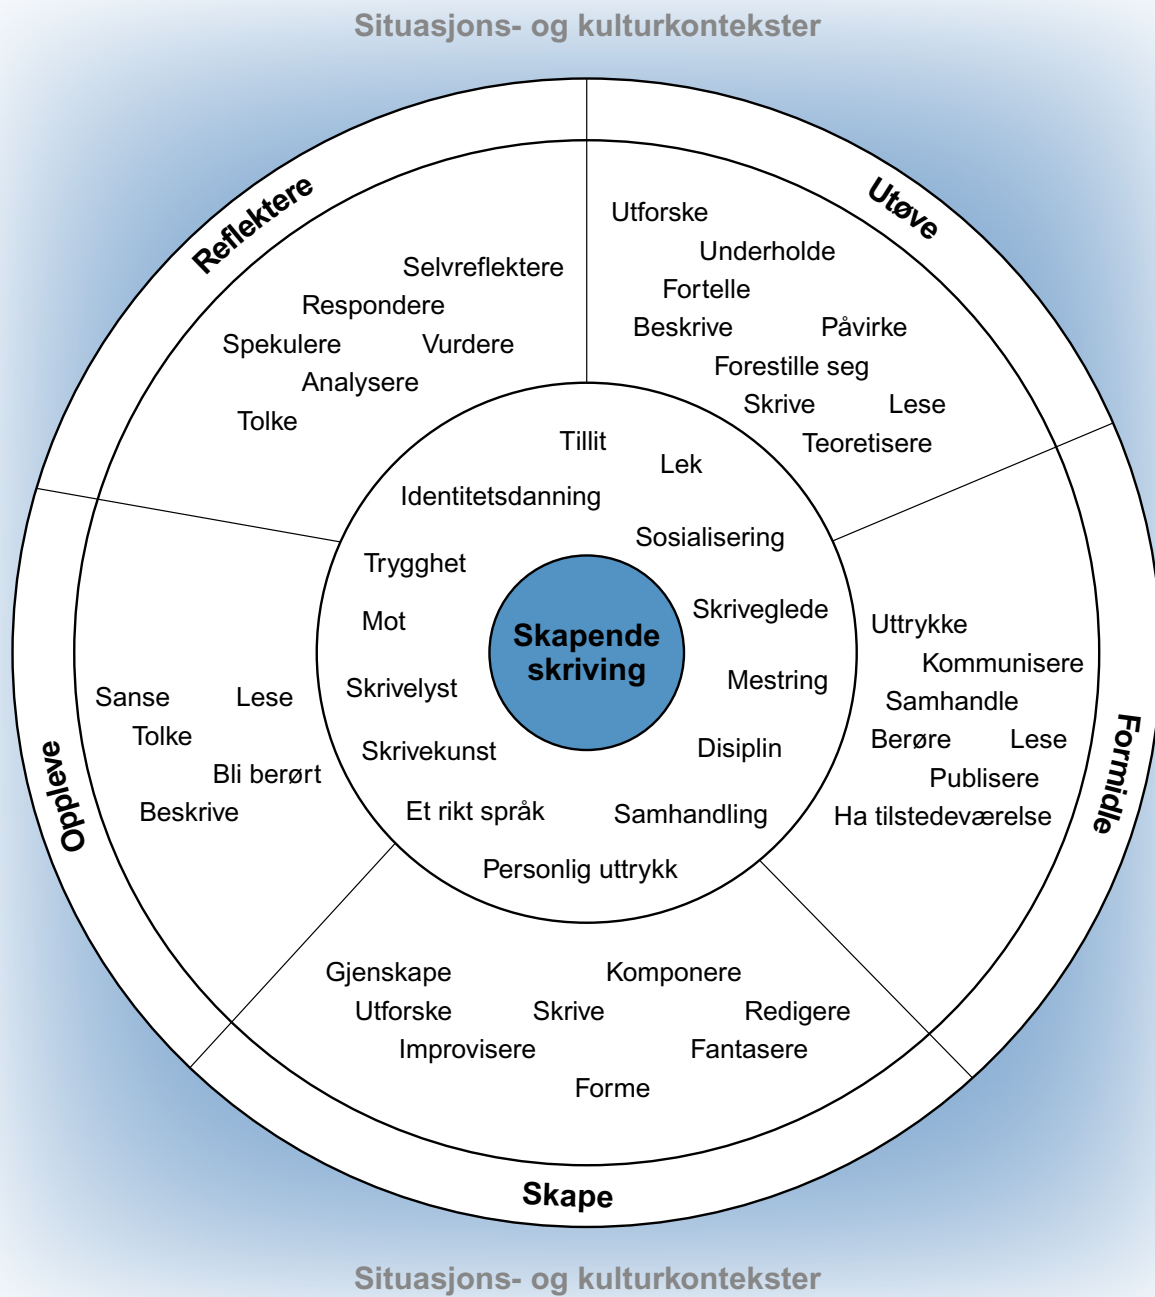 Situasjons- og kulturkontekster
Reflektere
Utøve
Utforske
Underholde
Selvreflektere
Fortelle
Respondere
Beskrive Påvirke
Spekulere Vurdere
Forestille seg
Analysere
Skrive Lese
Tolke
Teoretisere
Tillit
Lek
Identitetsdanning
Sosialisering
Trygghet
Skriveglede
Mot
Skapende
skriving
Mestring
Skrivelyst
Disiplin
Skrivekunst
Et rikt språk
Samhandling
Personlig uttrykk
Uttrykke
Kommunisere
Samhandle
Berøre Lese
Publisere
Ha tilstedeværelse
Formidle
Sanse Lese
Tolke
Bli berørt
Beskrive
Oppleve
Gjenskape Komponere
Utforske Skrive Redigere
Improvisere Fantasere
Forme
Skape
Situasjons- og kulturkontekster